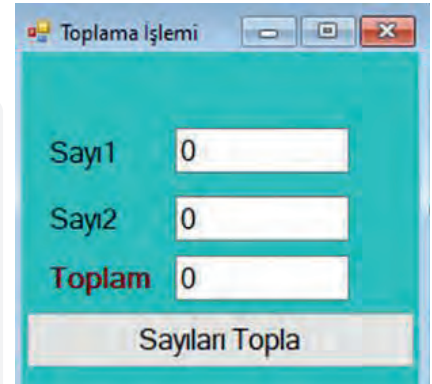 Toplama İşlemi
Sayı1 0
Sayı2 0
Toplam 0
Sayıları Topla